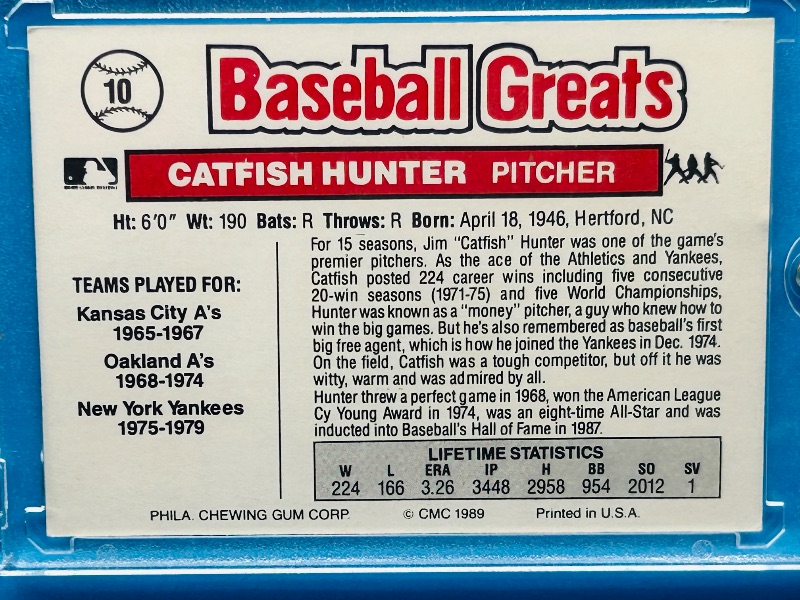 10
Baseball Greats
CATFISH HUNTER PITCHER
Ht: 6'0" Wt: 190 Bats: R Throws: R Born: April 18, 1946, Hertford, NC
TEAMS PLAYED FOR:
Kansas City A's
1965-1967
Oakland A's
1968-1974
New York Yankees
1975-1979
For 15 seasons, Jim "Catfish" Hunter was one of the game's
premier pitchers. As the ace of the Athletics and Yankees,
Catfish posted 224 career wins including five consecutive
20-win seasons (1971-75) and five World Championships,
Hunter was known as a "money" pitcher, a guy who knew how to
win the big games. But he's also remembered as baseball's first
big free agent, which is how he joined the Yankees in Dec. 1974.
On the field, Catfish was a tough competitor, but off it he was
witty, warm and was admired by all.
Hunter threw a perfect game in 1968, won the American League
Cy Young Award in 1974, was an eight-time All-Star and was
inducted into Baseball's Hall of Fame in 1987.
LIFETIME STATISTICS
W L ERA IP H BB SO SV
224 166 3.26 3448 2958 954 2012 1
PHILA. CHEWING GUM CORP. © CMC 1989 Printed in U.S.A.